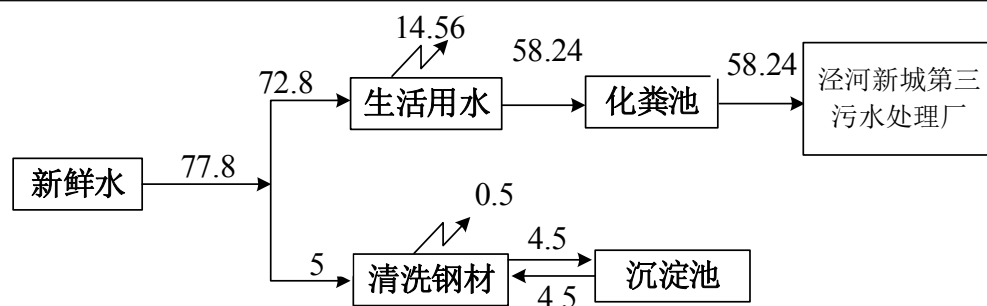 14.56
58.24
58.24
72.8
生活用水
化粪池
泾河新城第三
污水处理厂
新鲜水
77.8
0.5
5
清洗钢材
4.5
4.5
沉淀池